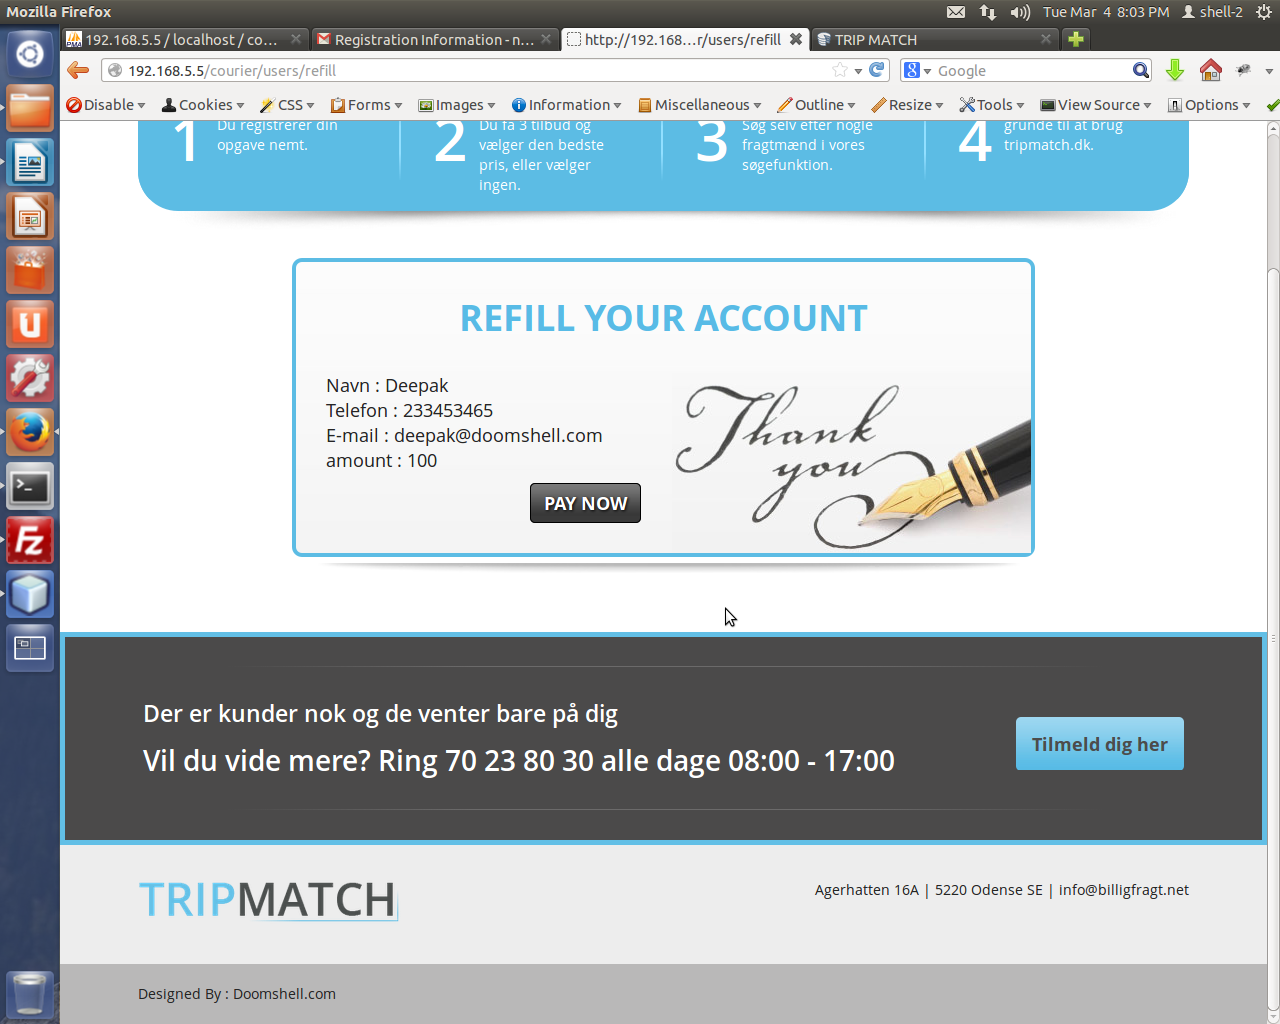 Mozilla Firefox
Tue Mar 4 8:03 PM shell-2
192.168.5.5 / localhost / co...
Registration Information - n...
http://192.168...r/users/refill
TRIP MATCH
192.168.5.5/courier/users/refill
Google
Disable Cookies CSS Forms Images Information Miscellaneous Outline Resize Tools View Source Options
1
Du registrerer din
opgave nemt.
2
Du få 3 tilbud og
vælger den bedste
pris, eller vælger
ingen.
3
Søg selv efter nogle
fragtmænd i vores
søgefunktion.
4
grunde til at brug
tripmatch.dk.
REFILL YOUR ACCOUNT
Navn : Deepak
Telefon : 233453465
E-mail : deepak@doomshell.com
amount : 100
PAY NOW
Thank
you
Der er kunder nok og de venter bare på dig
Vil du vide mere? Ring 70 23 80 30 alle dage 08:00 - 17:00
Tilmeld dig her
TRIPMATCH
Agerhatten 16A | 5220 Odense SE | info@billigfragt.net
Designed By : Doomshell.com